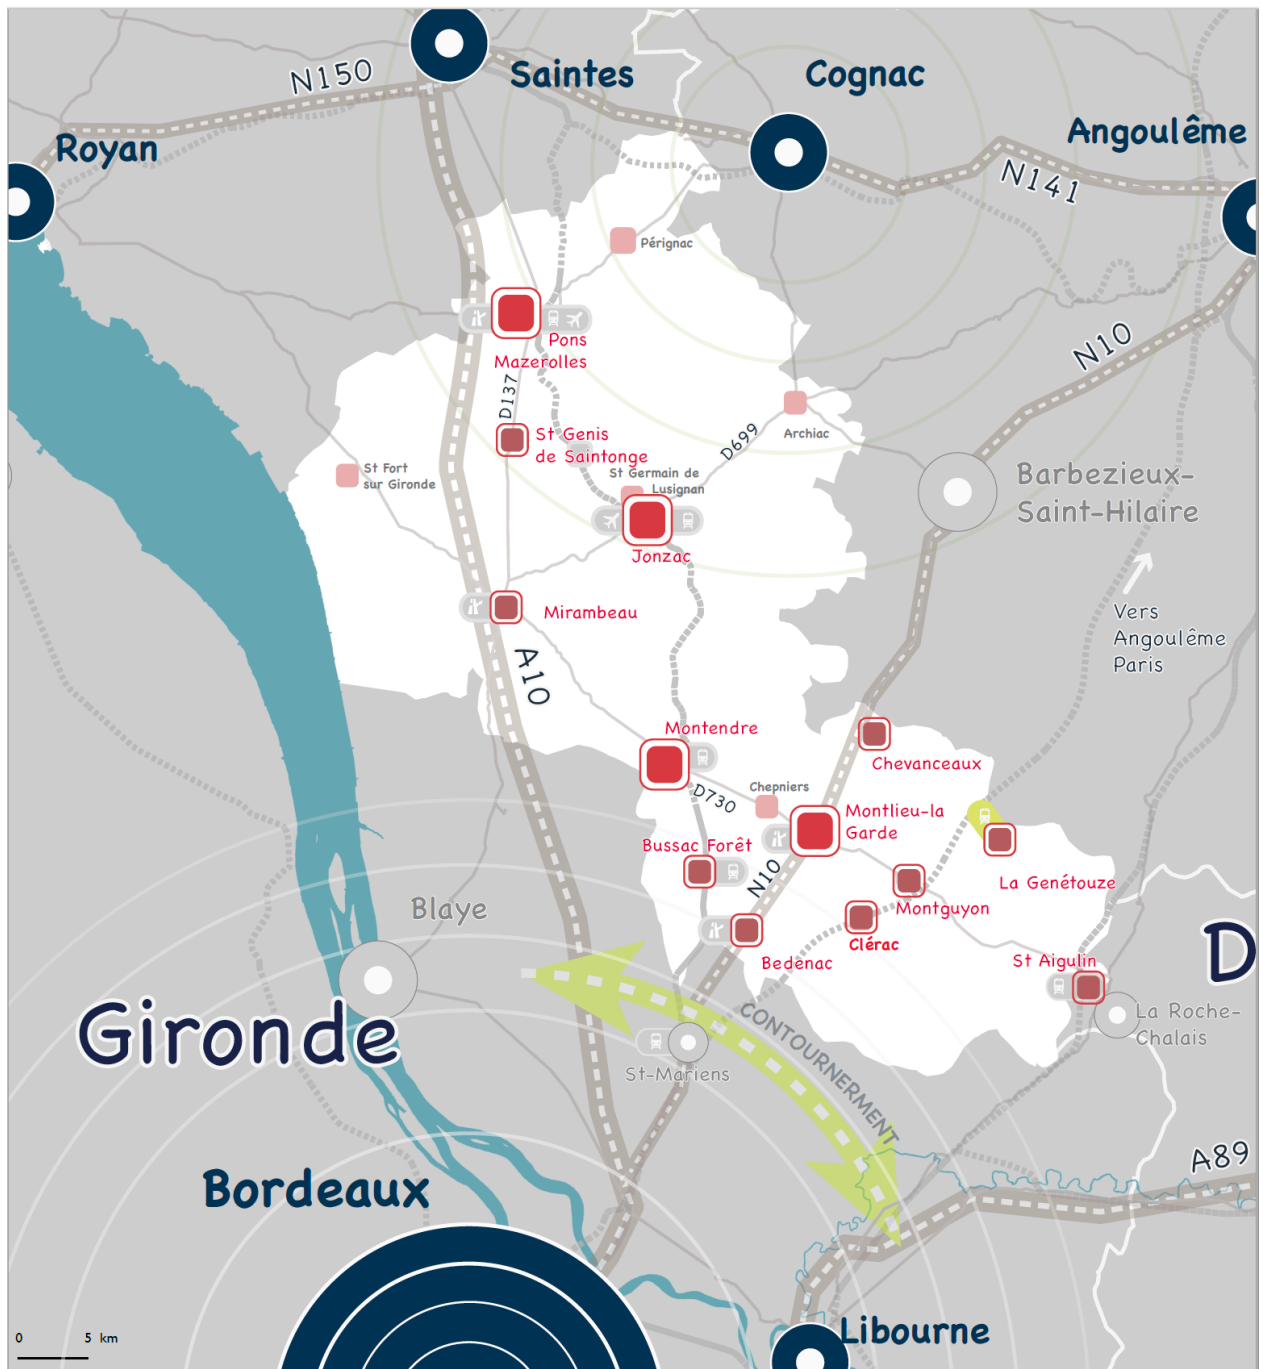 N150
Saintes
Cognac
Angoulême
Royan
N141
Pérignac
Pons
Mazerolles
N10
D137
St Genis
de Saintonge
D699
Archiac
St Fort
sur Gironde
St Germain de
Lusignan
Barbezieux-
Saint-Hilaire
Jonzac
Mirambeau
Vers
Angoulême
Paris
A10
Montendre
Chevanceaux
D730
Chepniers
Montlieu-la
Garde
Bussac Forêt
N10
La Genétouze
Montguyon
Blaye
Clérac
Bedenac
St Aigulin
D
Gironde
CONTOURNERMENT
La Roche-
Chalais
St-Mariens
A89
Bordeaux
Libourne
0 5 km